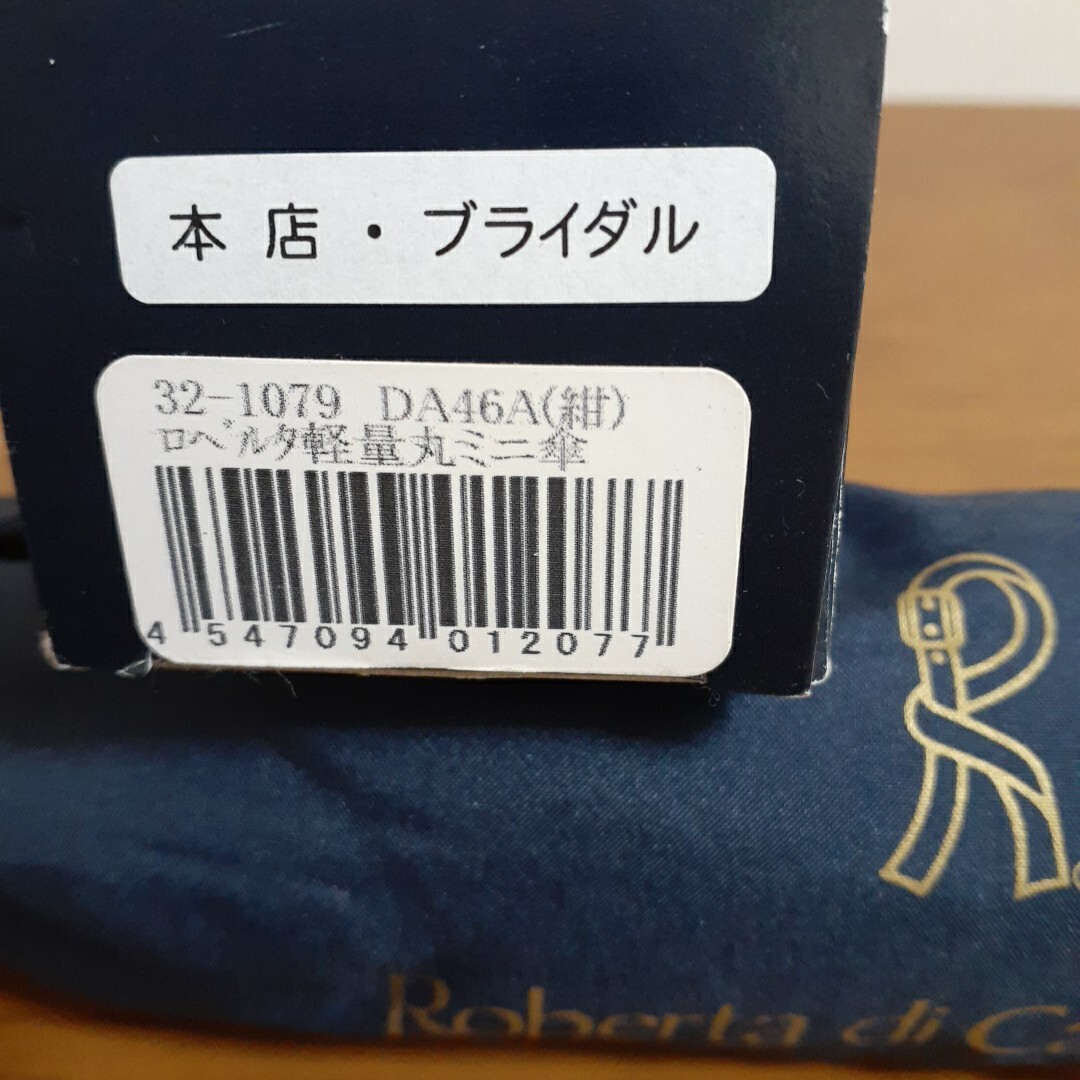 本店・ブライダル
32-1079 DA46A(紺)
ロベルタ軽量丸ミニ傘
4 547094 012077
R
Roberta di Ca